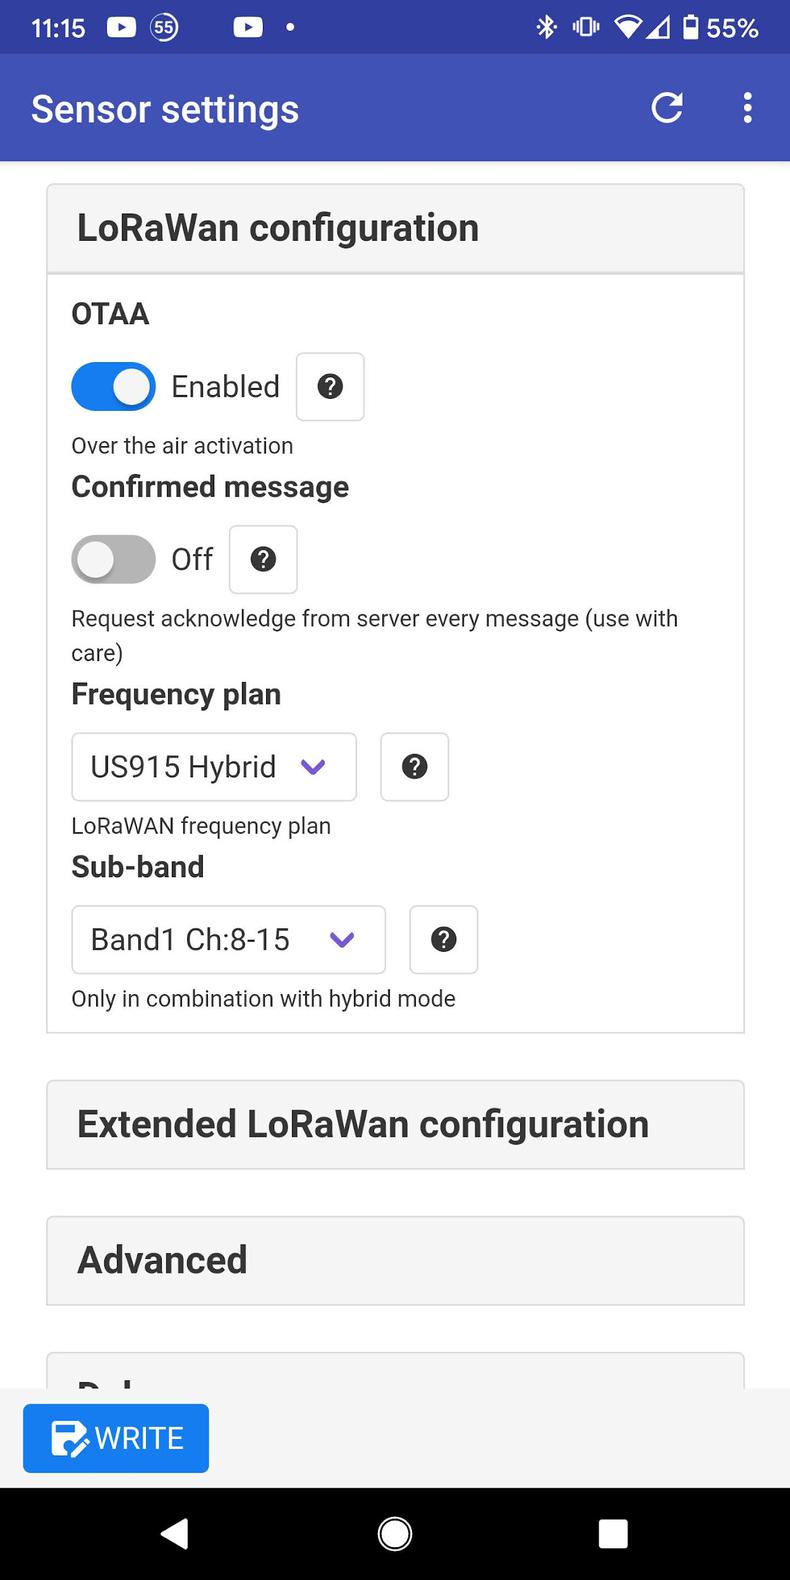 11:15 55 55%
Sensor settings
LoRaWan configuration
OTAA
Enabled
Over the air activation
Confirmed message
Off
Request acknowledge from server every message (use with
care)
Frequency plan
US915 Hybrid
LoRaWAN frequency plan
Sub-band
Band1 Ch:8-15
Only in combination with hybrid mode
Extended LoRaWan configuration
Advanced
WRITE